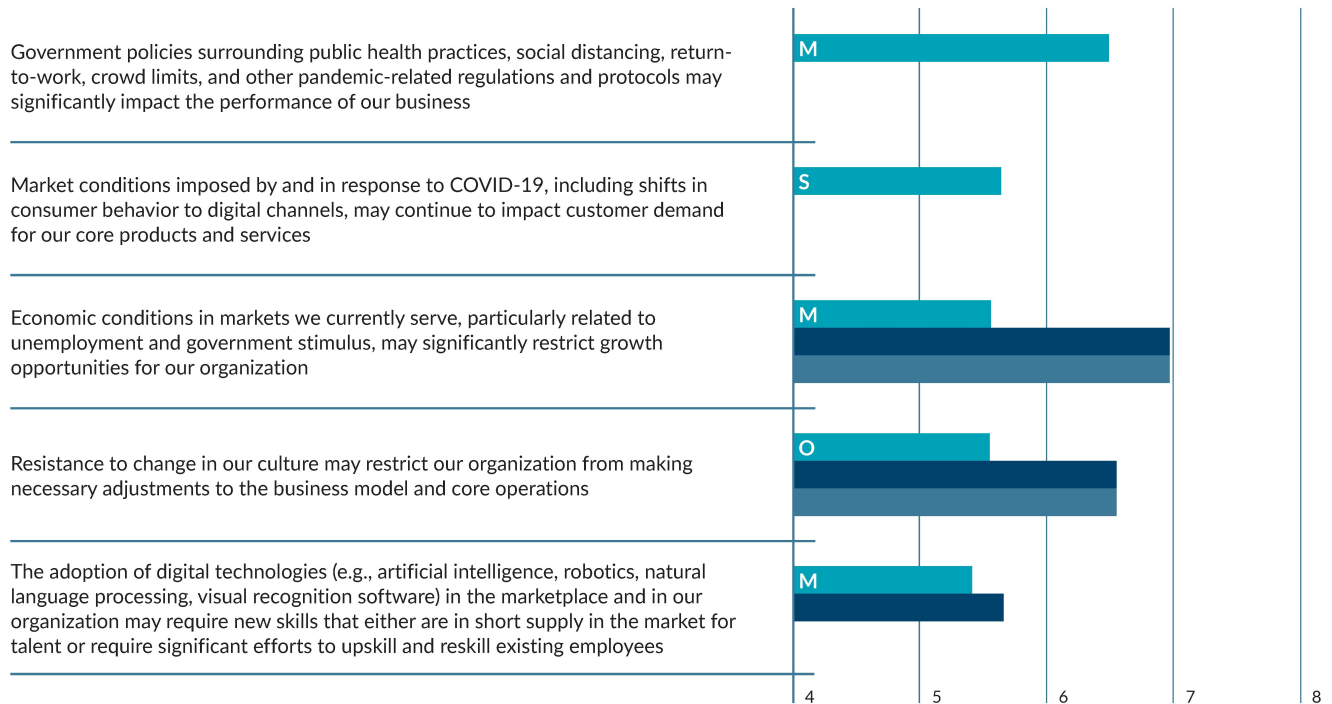 Government policies surrounding public health practices, social distancing, return-
to-work, crowd limits, and other pandemic-related regulations and protocols may
significantly impact the performance of our business
M
Market conditions imposed by and in response to COVID-19, including shifts in
consumer behavior to digital channels, may continue to impact customer demand
for our core products and services
S
Economic conditions in markets we currently serve, particularly related to
unemployment and government stimulus, may significantly restrict growth
opportunities for our organization
M
Resistance to change in our culture may restrict our organization from making
necessary adjustments to the business model and core operations
O
The adoption of digital technologies (e.g., artificial intelligence, robotics, natural
language processing, visual recognition software) in the marketplace and in our
organization may require new skills that either are in short supply in the market for
talent or require significant efforts to upskill and reskill existing employees
M
4 5 6 7 8